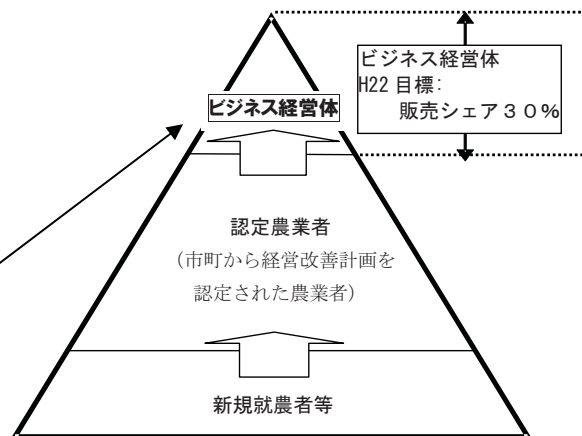 ビジネス経営体
H22 目標:
販売シェア３０%
ビジネス経営体
認定農業者
（市町から経営改善計画を
認定された農業者）
新規就農者等